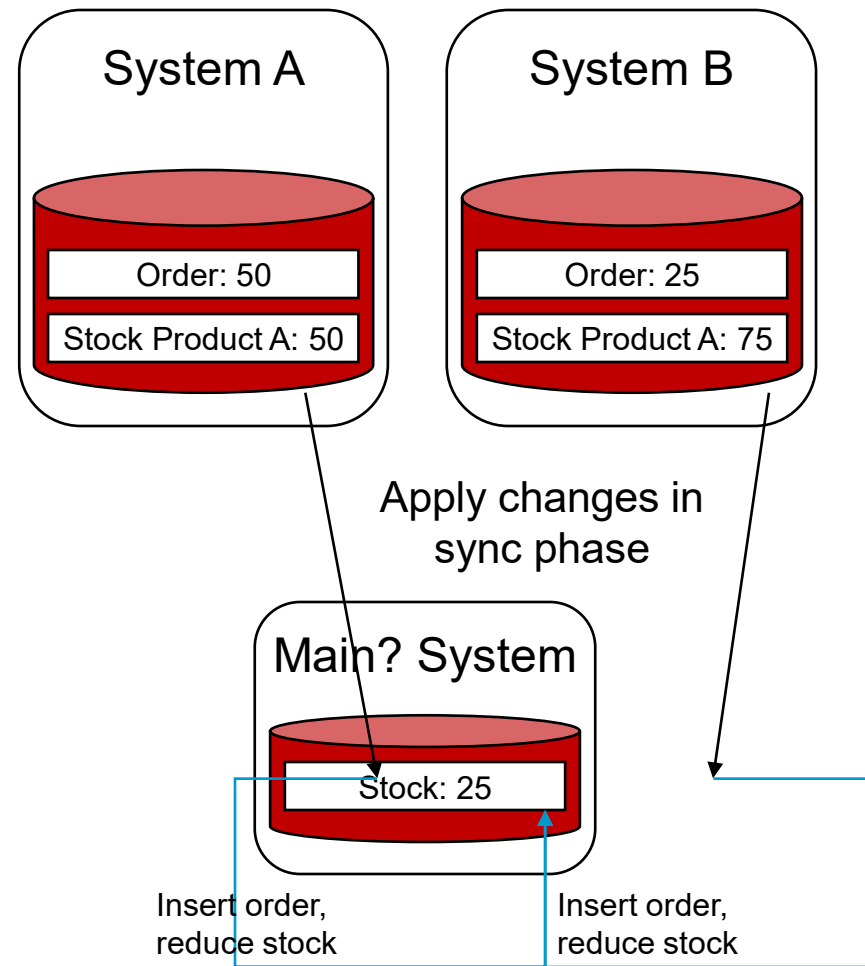 System A
System B
Order: 50
Stock Product A: 50
Order: 25
Stock Product A: 75
Apply changes in
sync phase
Main? System
Stock: 25
Insert order,
reduce stock
Insert order,
reduce stock